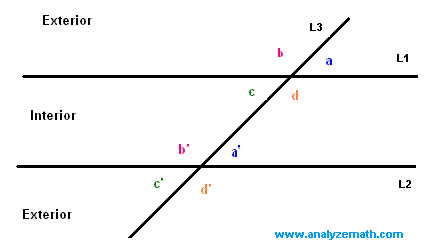 Exterior
L3
b
a
L1
c
d
Interior
b'
a'
c'
d'
L2
Exterior
www.analyzemath.com